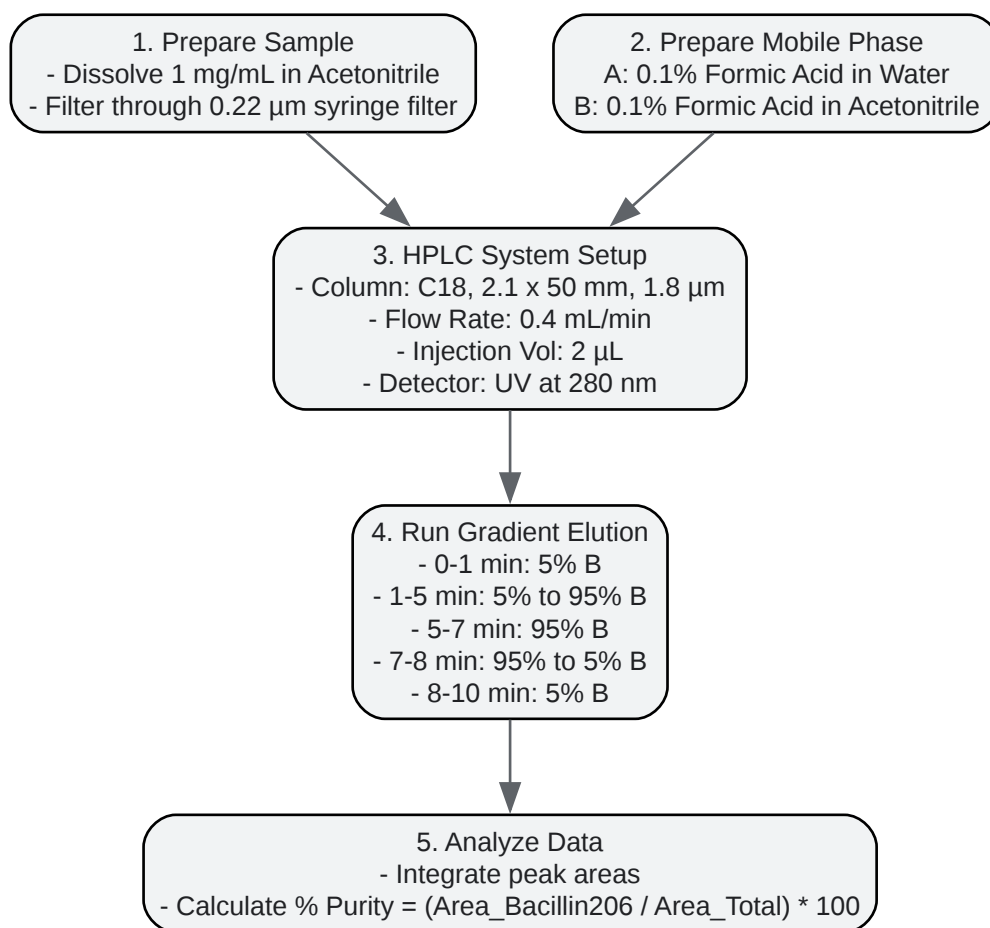 1. Prepare Sample
- Dissolve 1 mg/mL in Acetonitrile
- Filter through 0.22 µm syringe filter
2. Prepare Mobile Phase
A: 0.1% Formic Acid in Water
B: 0.1% Formic Acid in Acetonitrile
3. HPLC System Setup
- Column: C18, 2.1 x 50 mm, 1.8 µm
- Flow Rate: 0.4 mL/min
- Injection Vol: 2 µL
- Detector: UV at 280 nm
4. Run Gradient Elution
- 0-1 min: 5% B
- 1-5 min: 5% to 95% B
- 5-7 min: 95% B
- 7-8 min: 95% to 5% B
- 8-10 min: 5% B
5. Analyze Data
- Integrate peak areas
- Calculate % Purity = (Area_Bacillin206 / Area_Total) * 100